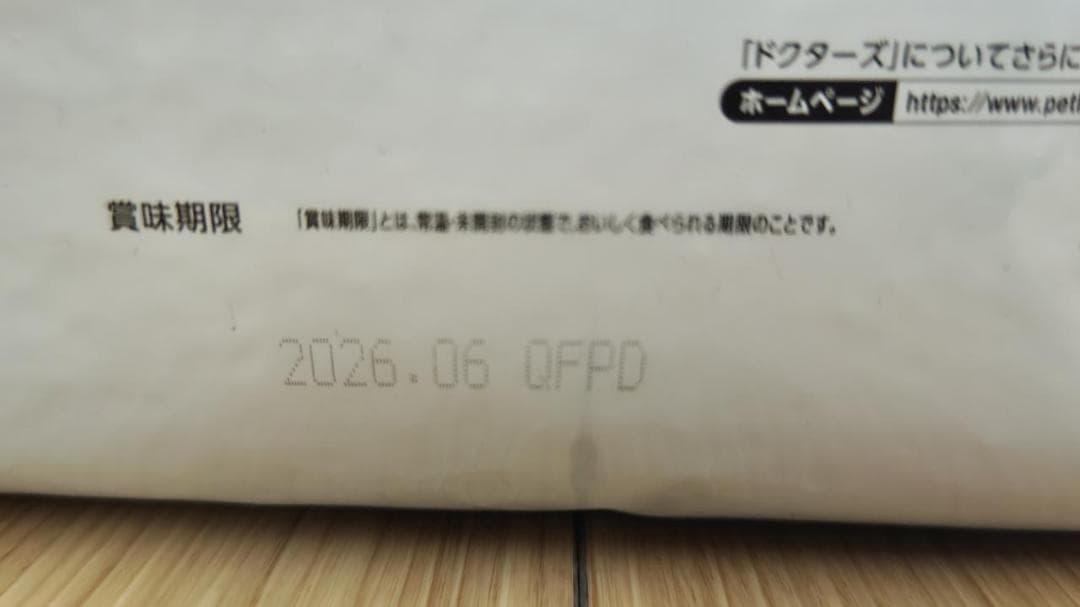 「ドクターズ」についてさらに
ホームページ https://www.pet
賞味期限 「賞味期限」とは、常温・未開封の状態で、おいしく食べられる期限のことです。
2026.06 QFPD